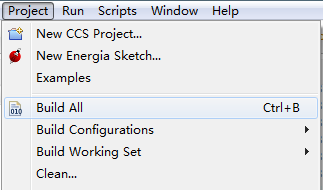 Project Run Scripts Window Help
New CCS Project...
New Energia Sketch...
Examples
010 Build All Ctrl+B
Build Configurations
Build Working Set
Clean...